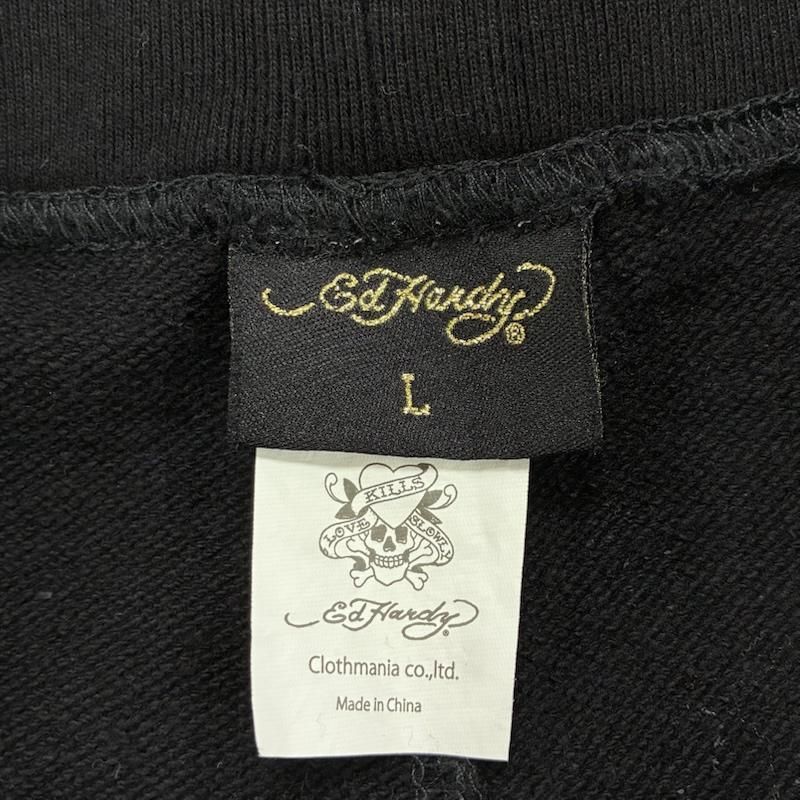 Ed Hardy®
L
KILLS
LOVE SLOWLY
Ed Hardy®
Clothmania co.,ltd.
Made in China